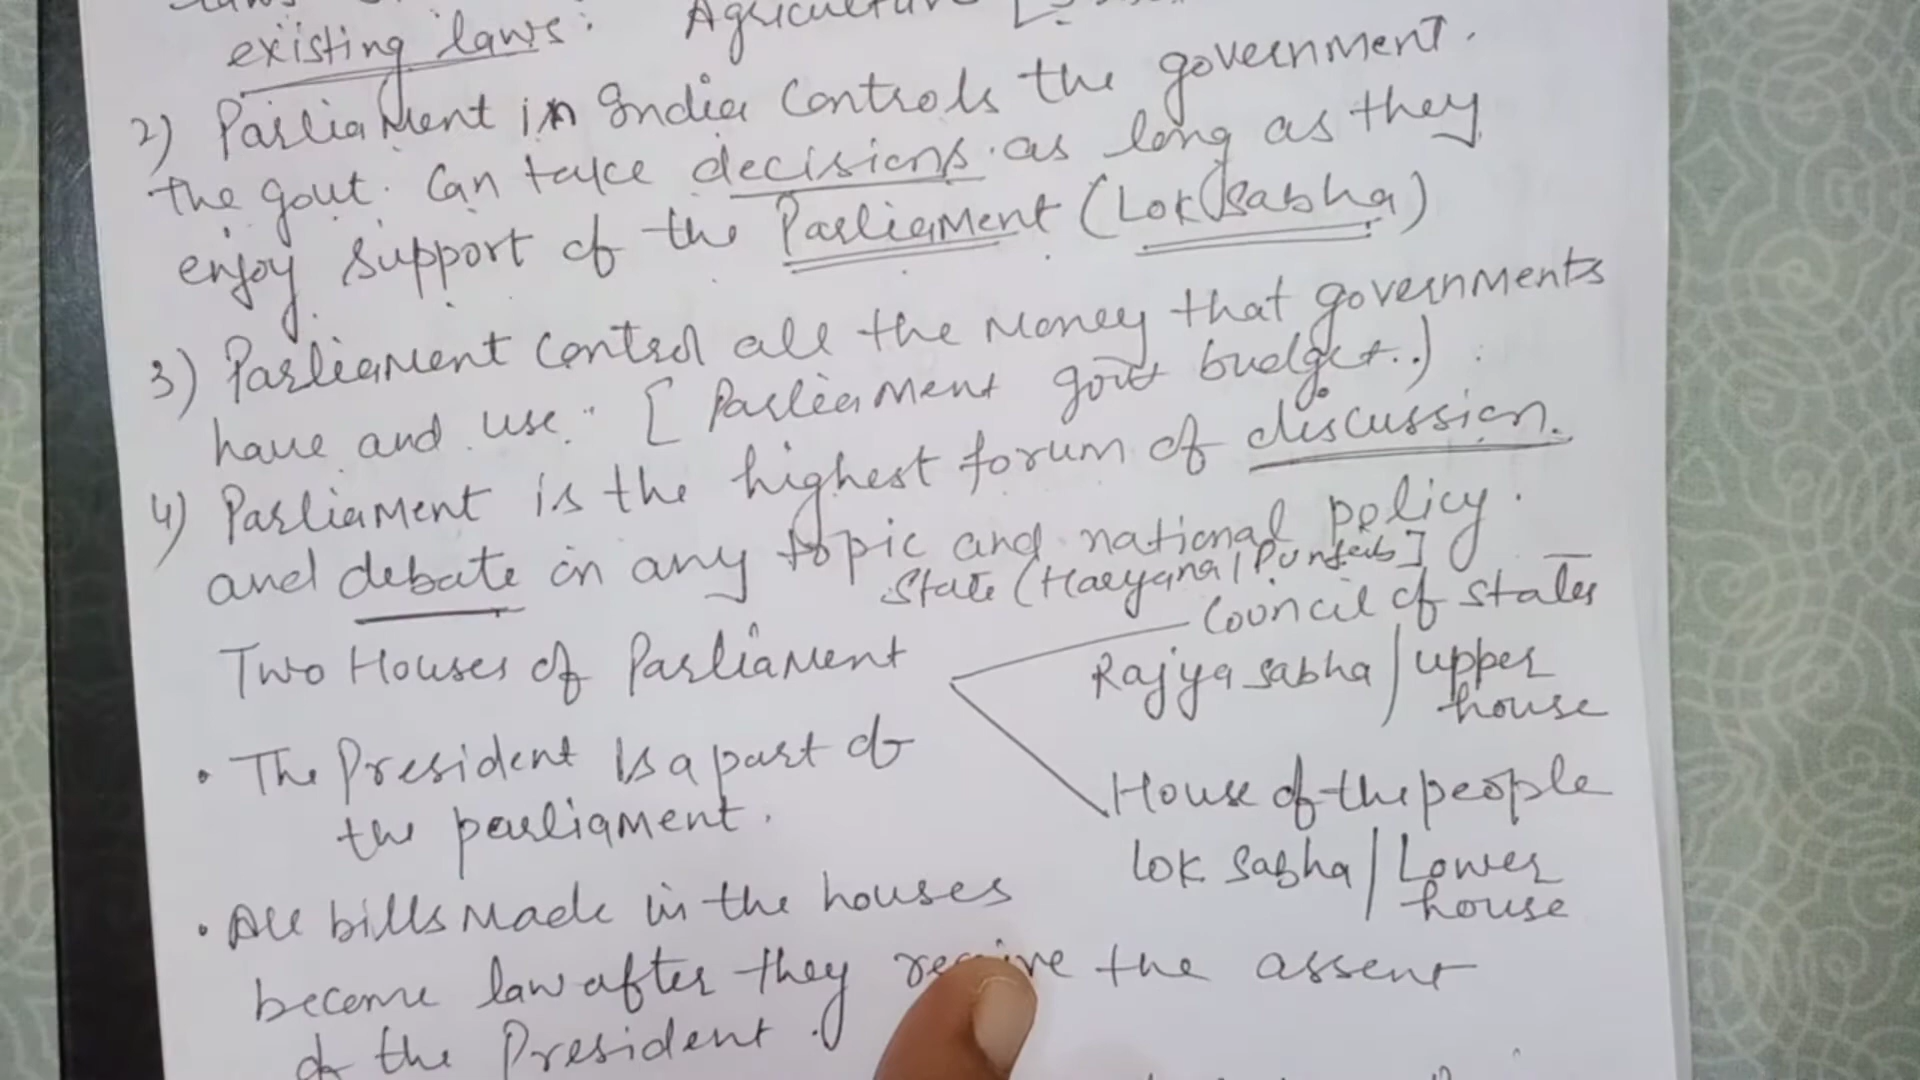 existing laws. Agriculture [
2) Parliament in India controls the government.
the govt. can take decisions as long as they
enjoy support of the Parliament (Lok Sabha)
3) Parliament control all the money that governments
have and use. [Parliament govt budget..)
4) Parliament is the highest forum of discussion.
and debate on any topic and national policy.
State (Haryana/Punjab]
Two Houses of Parliament
Council of states
Rajya sabha/upper
house
House of the people
Lok Sabha/Lower
house
• The President is a part of
the parliament.
• All bills made in the houses
become law after they receive the assent
of the President.